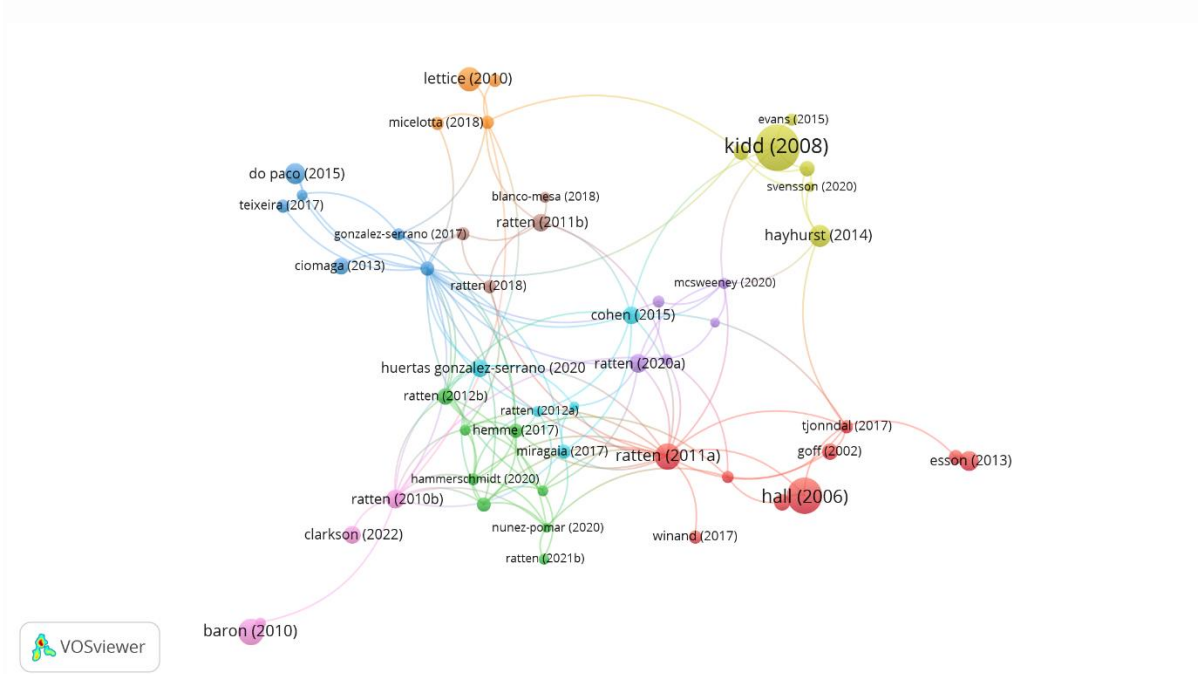 lettice (2010)
micelotta (2018)
evans (2015)
kidd (2008)
do paco (2015)
svensson (2020)
teixeira (2017)
blanco-mesa (2018)
ratten (2011b)
gonzalez-serrano (2017)
hayhurst (2014)
ciomaga (2013)
ratten (2018)
mcsweeney (2020)
cohen (2015)
huertas gonzalez-serrano (2020
ratten (2020a)
ratten (2012b)
ratten (2012a)
hemme (2017)
tjonndal (2017)
miragaia (2017)
ratten (2011a)
goff (2002)
esson (2013)
hammerschmidt (2020)
ratten (2010b)
hall (2006)
clarkson (2022)
nunez-pomar (2020)
winand (2017)
ratten (2021b)
baron (2010)
VOSviewer